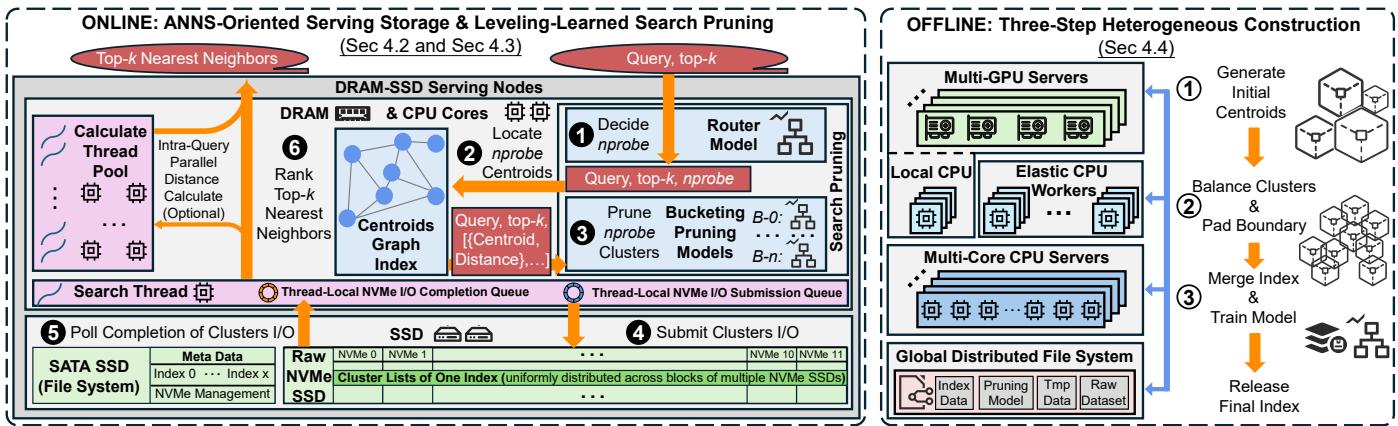 ONLINE: ANNS-Oriented Serving Storage & Leveling-Learned Search Pruning
(Sec 4.2 and Sec 4.3)
Top-k Nearest Neighbors
Query, top-k
DRAM-SSD Serving Nodes
DRAM & CPU Cores
Calculate
Thread
Pool
...
Intra-Query
Parallel
Distance
Calculate
(Optional)
6
Rank
Top-k
Nearest
Neighbors
Centroids
Graph
Index
2 Locate
nprobe
Centroids
1 Decide
nprobe
Router
Model
Query, top-k, nprobe
Query, top-k,
[{Centroid,
Distance},...]
3 Prune
nprobe
Clusters
Bucketing
Pruning
Models
B-0:
... ...
B-n:
Search Pruning
Search Thread
Thread-Local NVMe I/O Completion Queue
Thread-Local NVMe I/O Submission Queue
5 Poll Completion of Clusters I/O
SSD
4 Submit Clusters I/O
SATA SSD
(File System)
Meta Data
Index 0 ... Index x
NVMe Management
Raw
NVMe
SSD
NVMe 0 NVMe 1 ... NVMe 10 NVMe 11
Cluster Lists of One Index (uniformly distributed across blocks of multiple NVMe SSDs)
...
OFFLINE: Three-Step Heterogeneous Construction
(Sec 4.4)
Multi-GPU Servers
Local CPU
Elastic CPU
Workers
...
Multi-Core CPU Servers
...
Global Distributed File System
Index
Data
Pruning
Model
Tmp
Data
Raw
Dataset
1 Generate
Initial
Centroids
2 Balance Clusters
&
Pad Boundary
3 Merge Index
&
Train Model
Release
Final Index